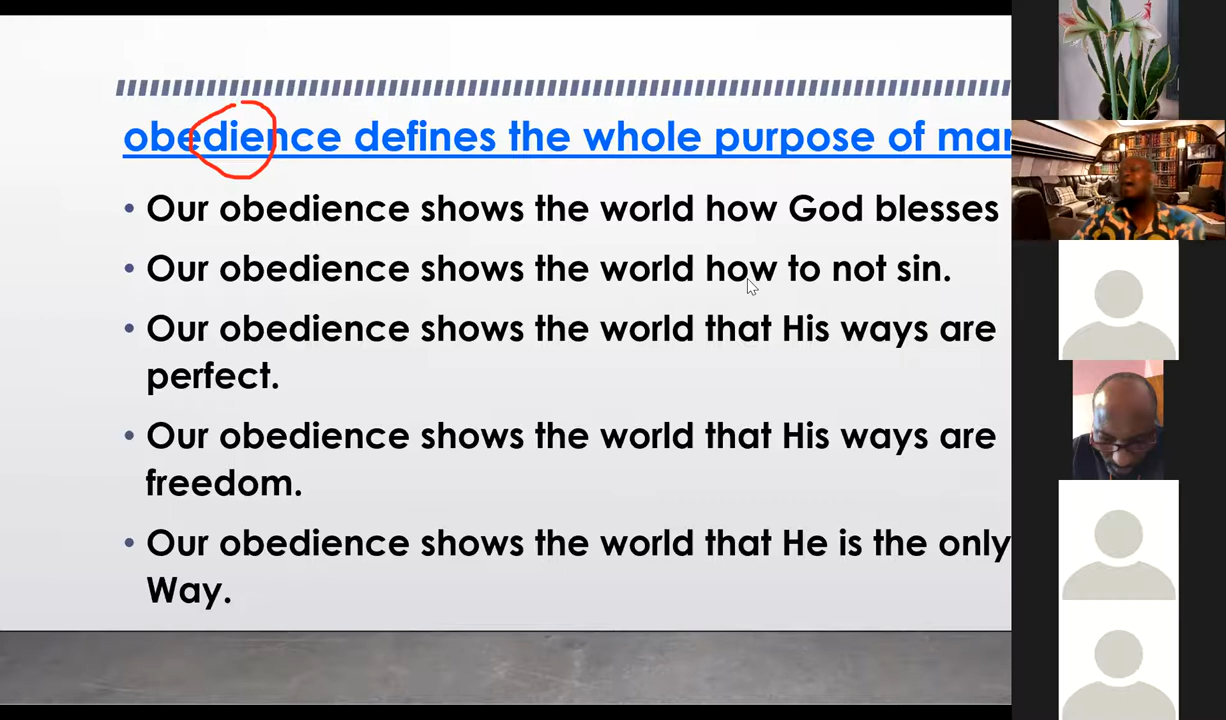 obedience defines the whole purpose of
Our obedience shows the world how God blesses
Our obedience shows the world how to not sin.
Our obedience shows the world that His ways are
perfect.
Our obedience shows the world that His ways are
freedom.
Our obedience shows the world that He is the only
Way.